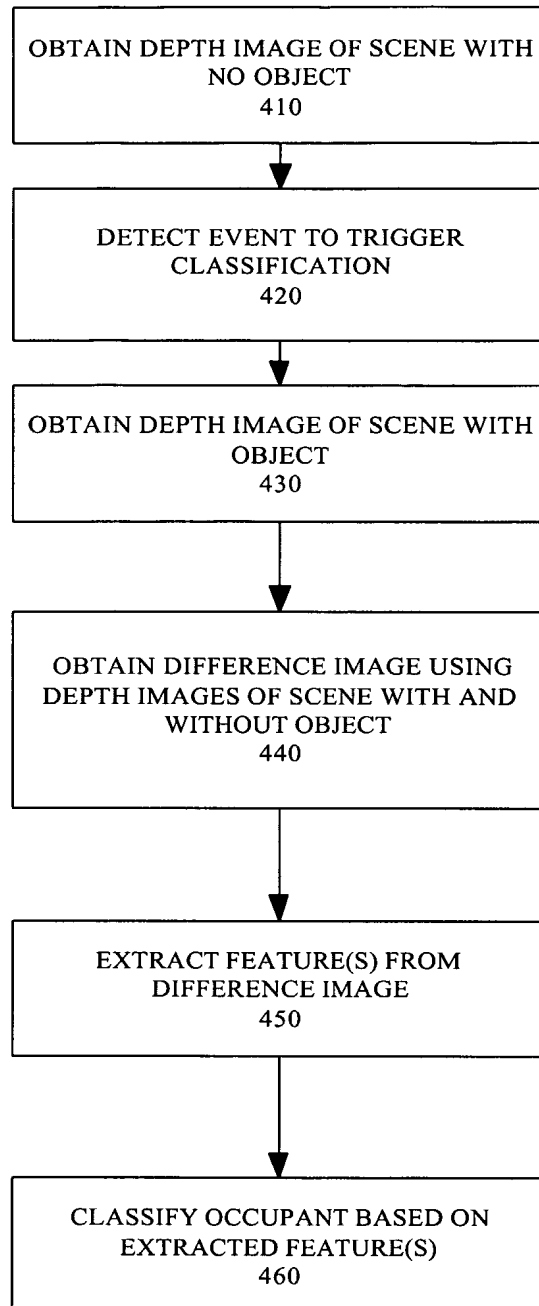 OBTAIN DEPTH IMAGE OF SCENE WITH
NO OBJECT
410
DETECT EVENT TO TRIGGER
CLASSIFICATION
420
OBTAIN DEPTH IMAGE OF SCENE WITH
OBJECT
430
OBTAIN DIFFERENCE IMAGE USING
DEPTH IMAGES OF SCENE WITH AND
WITHOUT OBJECT
440
EXTRACT FEATURE(S) FROM
DIFFERENCE IMAGE
450
CLASSIFY OCCUPANT BASED ON
EXTRACTED FEATURE(S)
460